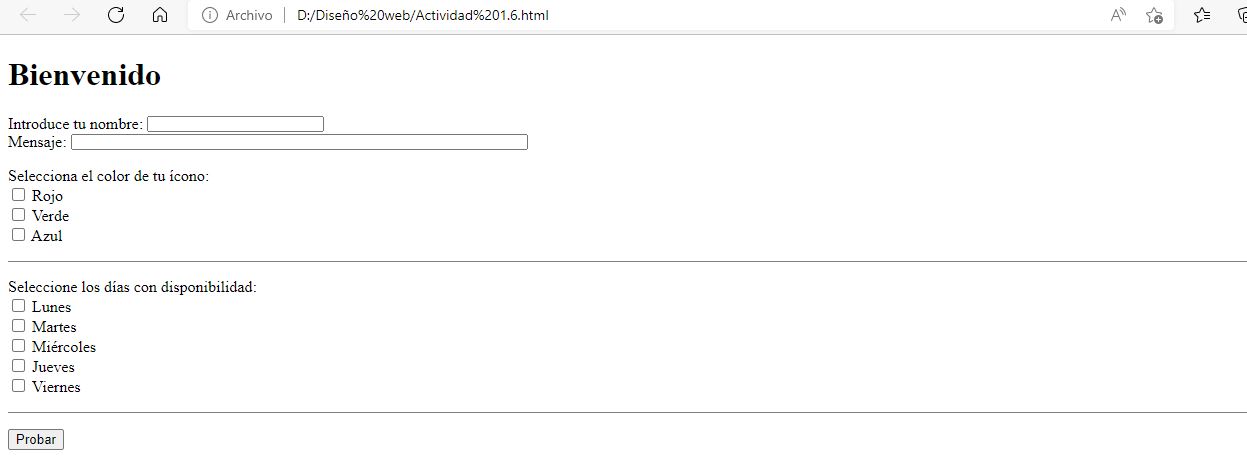 Archivo | D:/Diseño%20web/Actividad%201.6.html
Bienvenido
Introduce tu nombre:
Mensaje:
Selecciona el color de tu ícono:
Rojo
Verde
Azul
Seleccione los días con disponibilidad:
Lunes
Martes
Miércoles
Jueves
Viernes
Probar